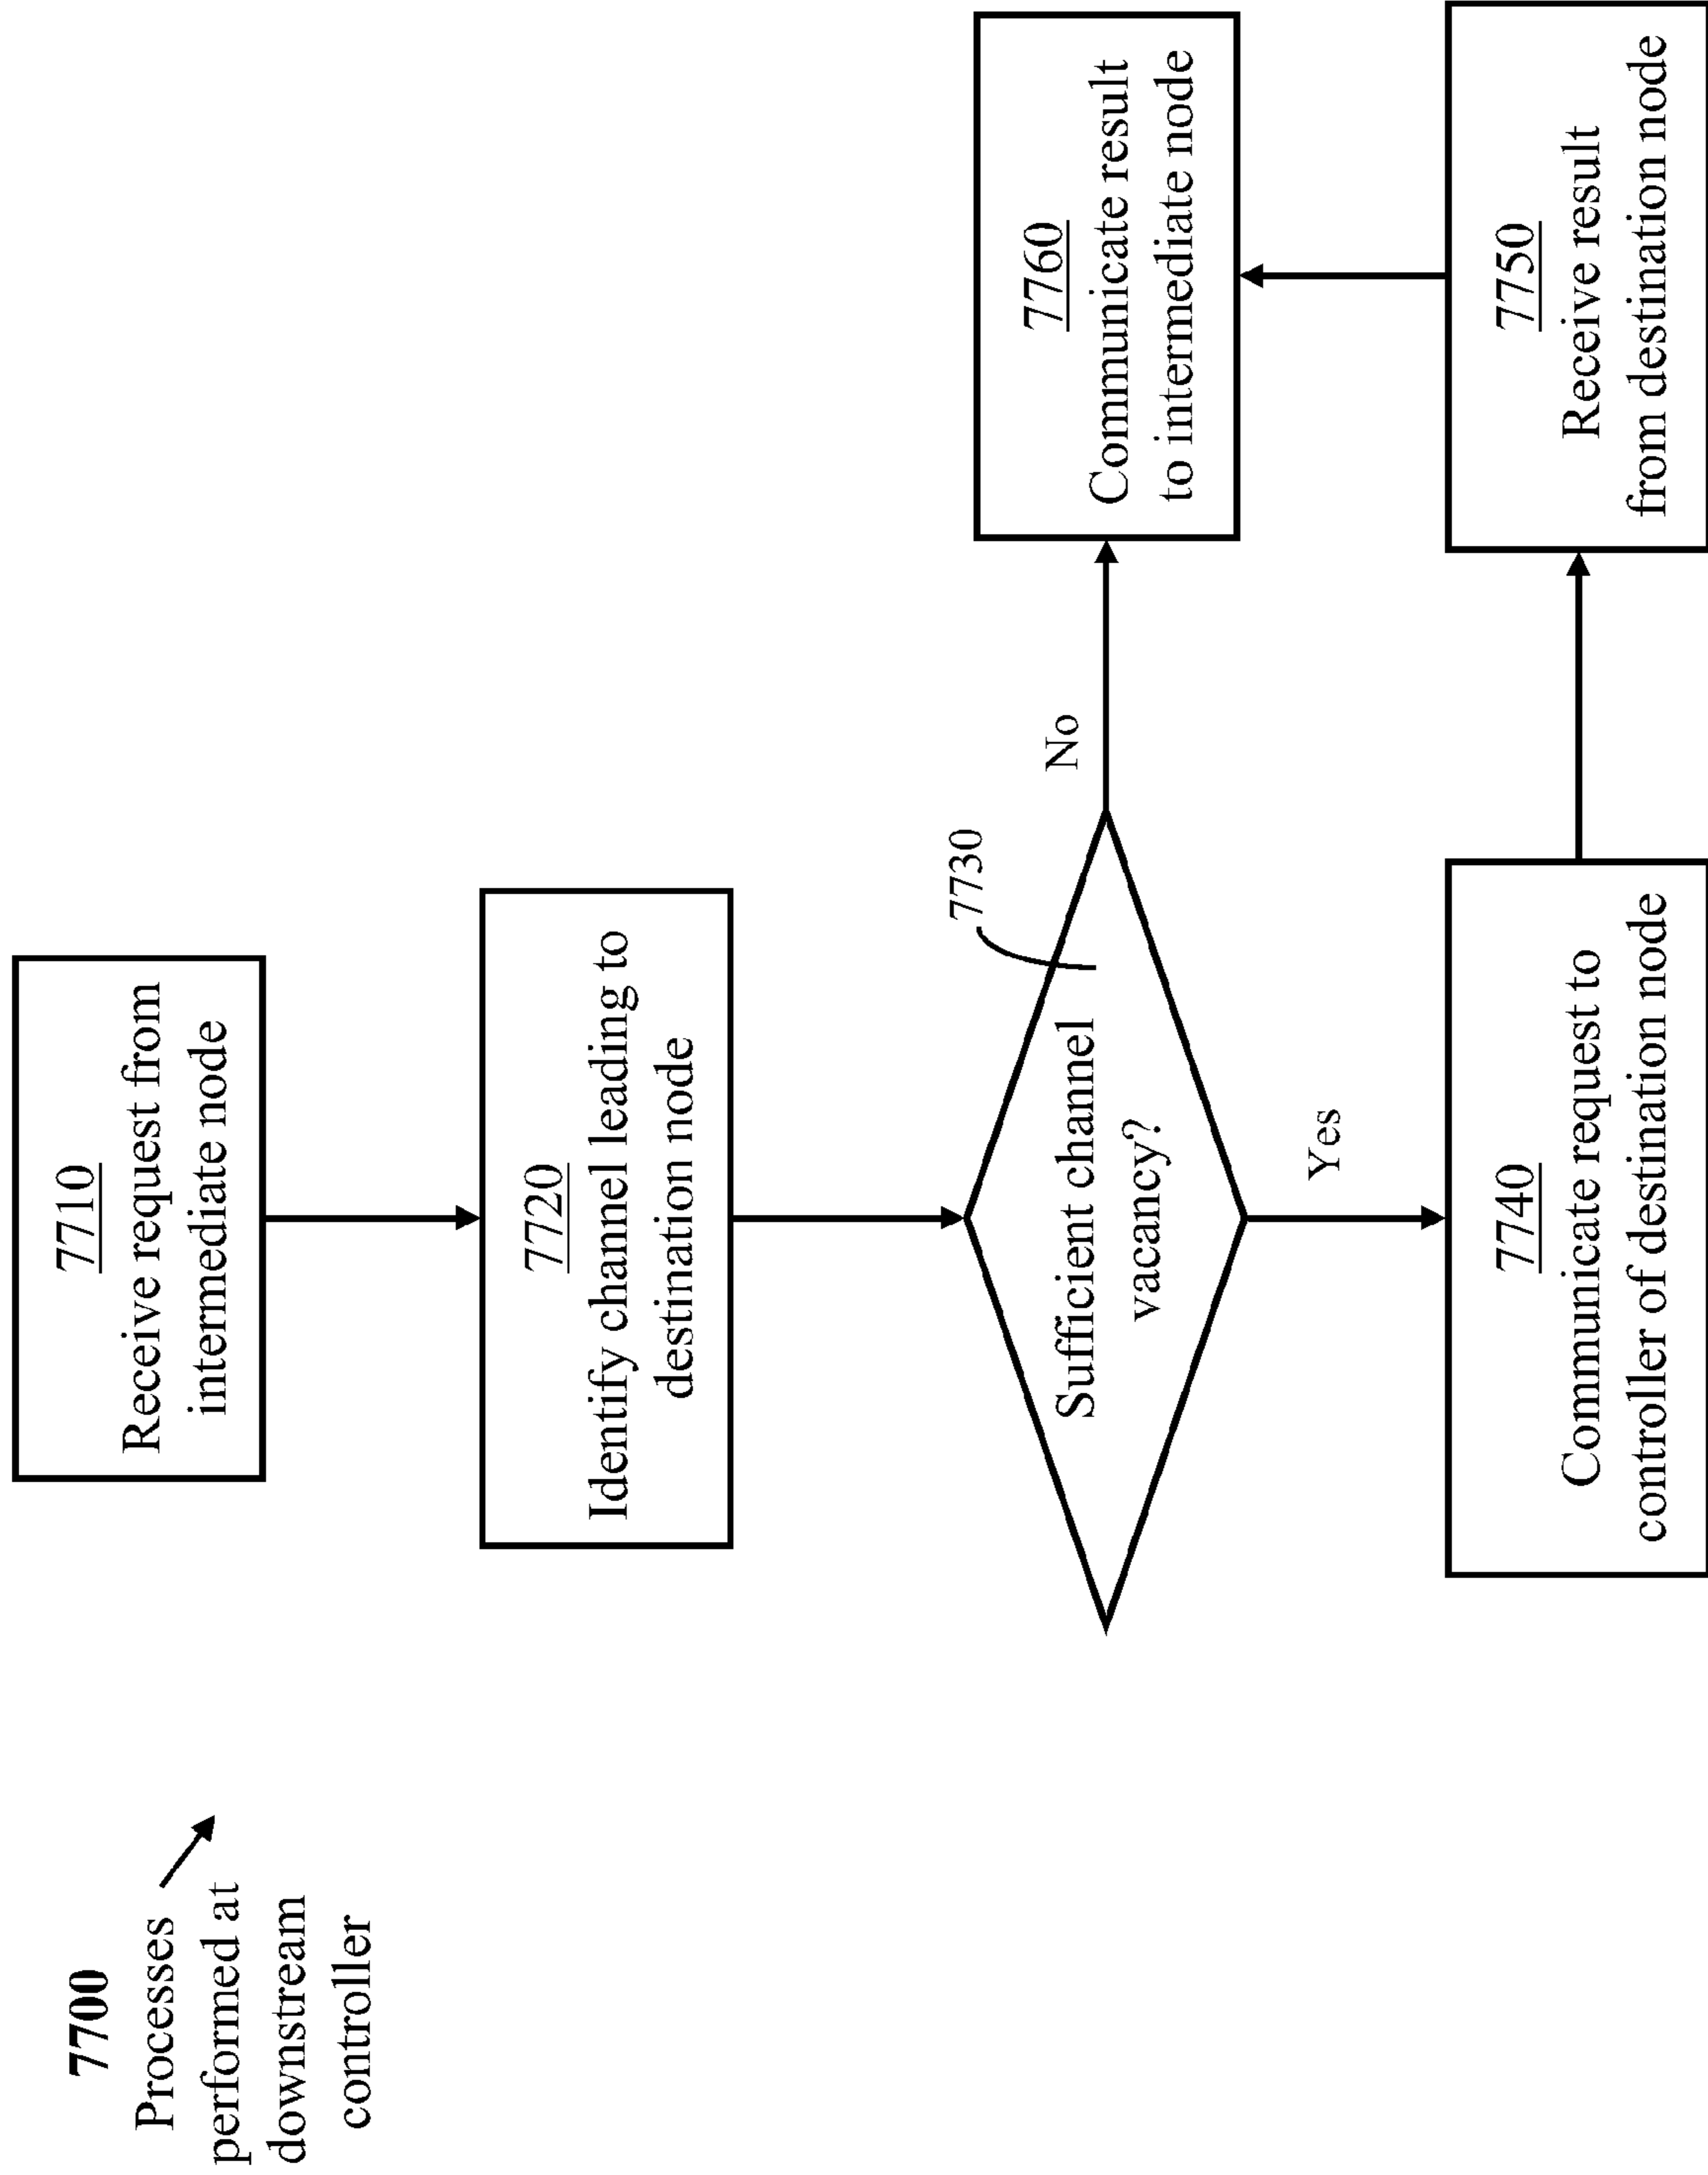 7700
Processes
performed at
downstream
controller
7710
Receive request from
intermediate node
7720
Identify channel leading to
destination node
7730
Sufficient channel
vacancy?
No
Yes
7760
Communicate result
to intermediate node
7740
Communicate request to
controller of destination node
7750
Receive result
from destination node